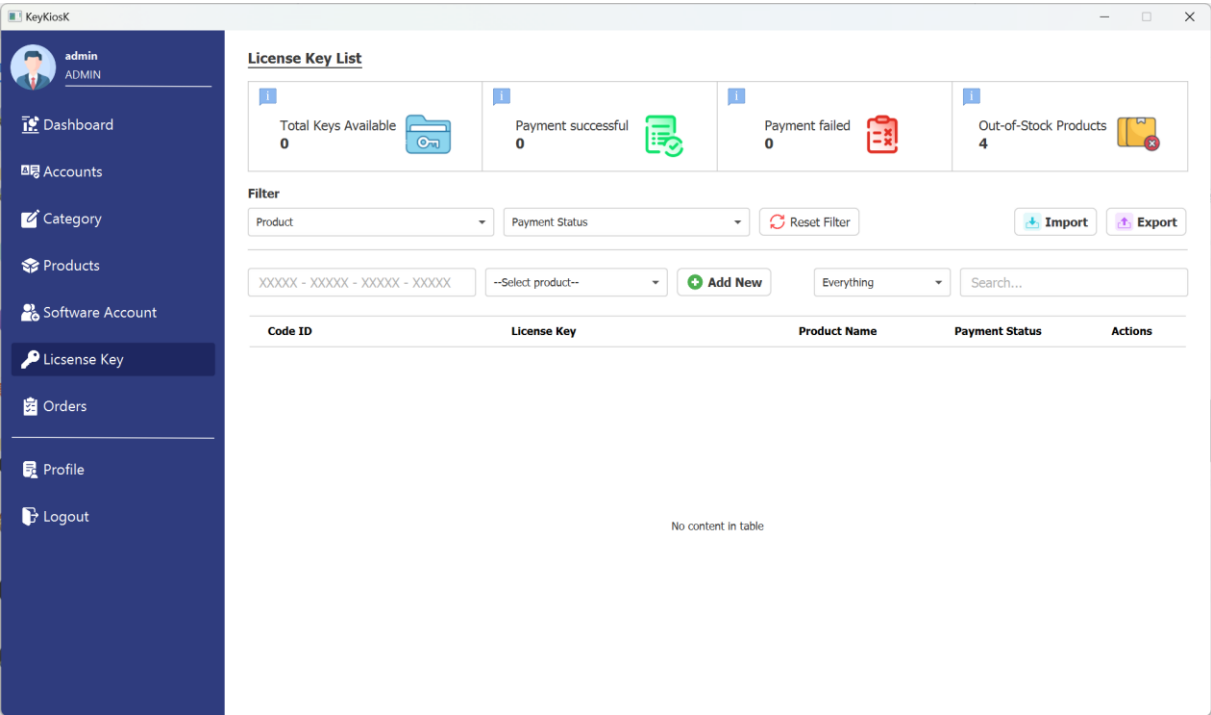 KeyKiosK
admin
ADMIN
Dashboard
Accounts
Category
Products
Software Account
Licsense Key
Orders
Profile
Logout
License Key List
Total Keys Available
0
Payment successful
0
Payment failed
0
Out-of-Stock Products
4
Filter
Product
Payment Status
Reset Filter
Import
Export
XXXXX - XXXXX - XXXXX - XXXXX
--Select product--
Add New
Everything
Search...
Code ID
License Key
Product Name
Payment Status
Actions
No content in table